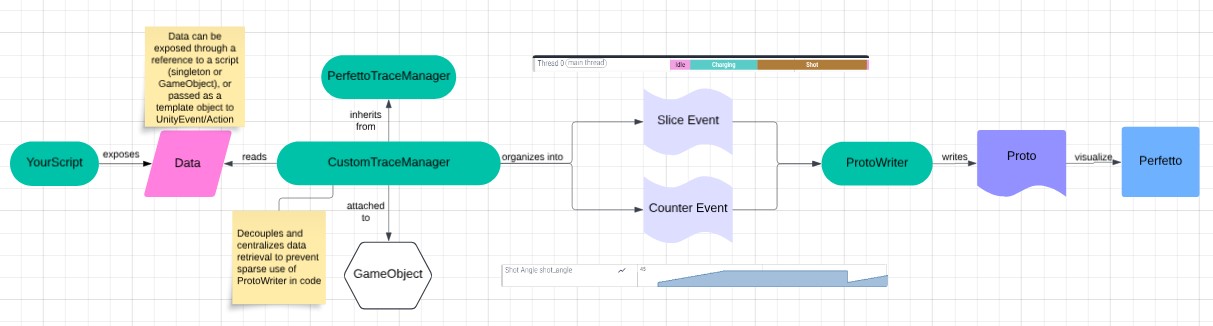 Data can be
exposed through a
reference to a script
(singleton or
GameObject), or
passed as a
template object to
UnityEvent/Action
PerfettoTraceManager
Thread 0 (main thread)
Idle
Charging
Shot
inherits
from
Slice Event
YourScript
exposes
Data
reads
CustomTraceManager
organizes into
ProtoWriter
writes
Proto
visualize
Perfetto
attached
to
Counter Event
Decouples and
centralizes data
retrieval to prevent
sparse use of
ProtoWriter in code
GameObject
Shot Angle shot_angle
45